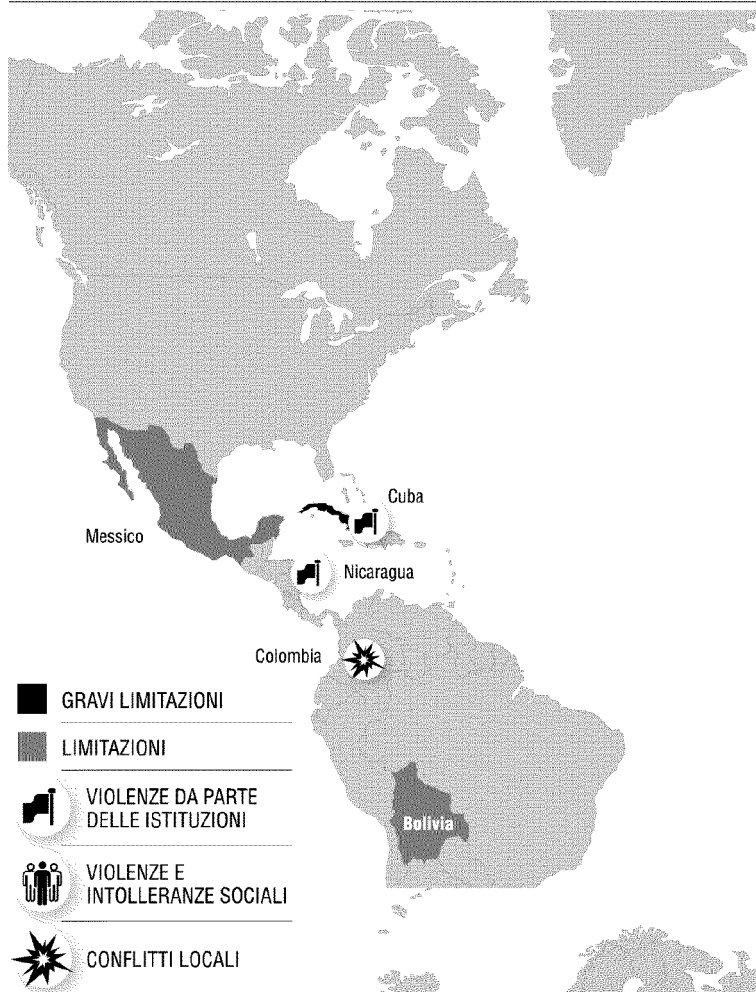 Cuba
Messico
Nicaragua
Colombia
GRAVI LIMITAZIONI
LIMITAZIONI
VIOLENZE DA PARTE
DELLE ISTITUZIONI
Bolivia
VIOLENZE E
INTOLLERANZE SOCIALI
CONFLITTI LOCALI